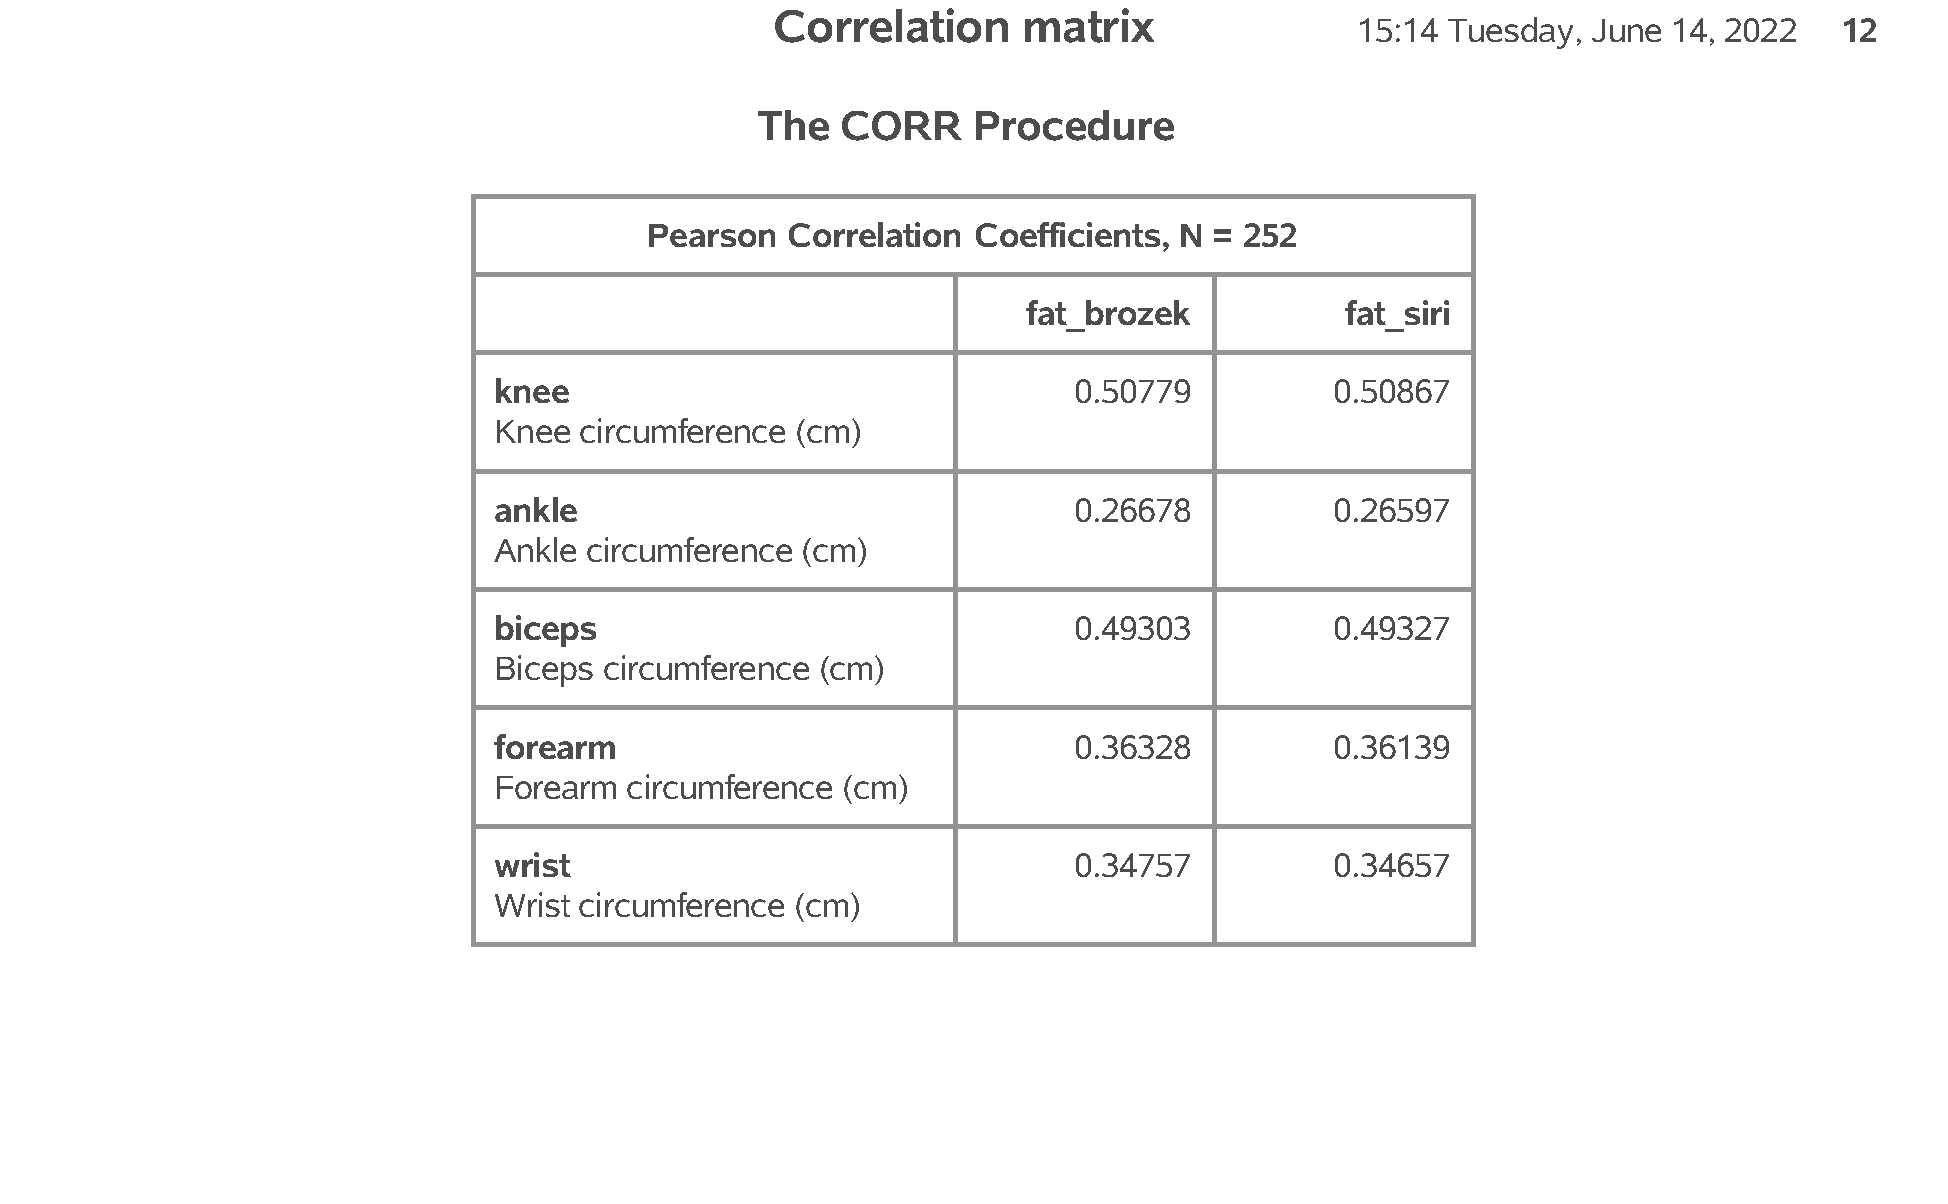 Correlation matrix 15:14 Tuesday, June 14, 2022 12
The CORR Procedure
Pearson Correlation Coefficients, N = 252
fat_brozek fat_siri
knee 0.50779 0.50867
Knee circumference (cm)
ankle 0.26678 0.26597
Ankle circumference (cm)
biceps 0.49303 0.49327
Biceps circumference (cm)
forearm 0.36328 0.36139
Forearm circumference (cm)
wrist 0.34757 0.34657
Wrist circumference (cm)